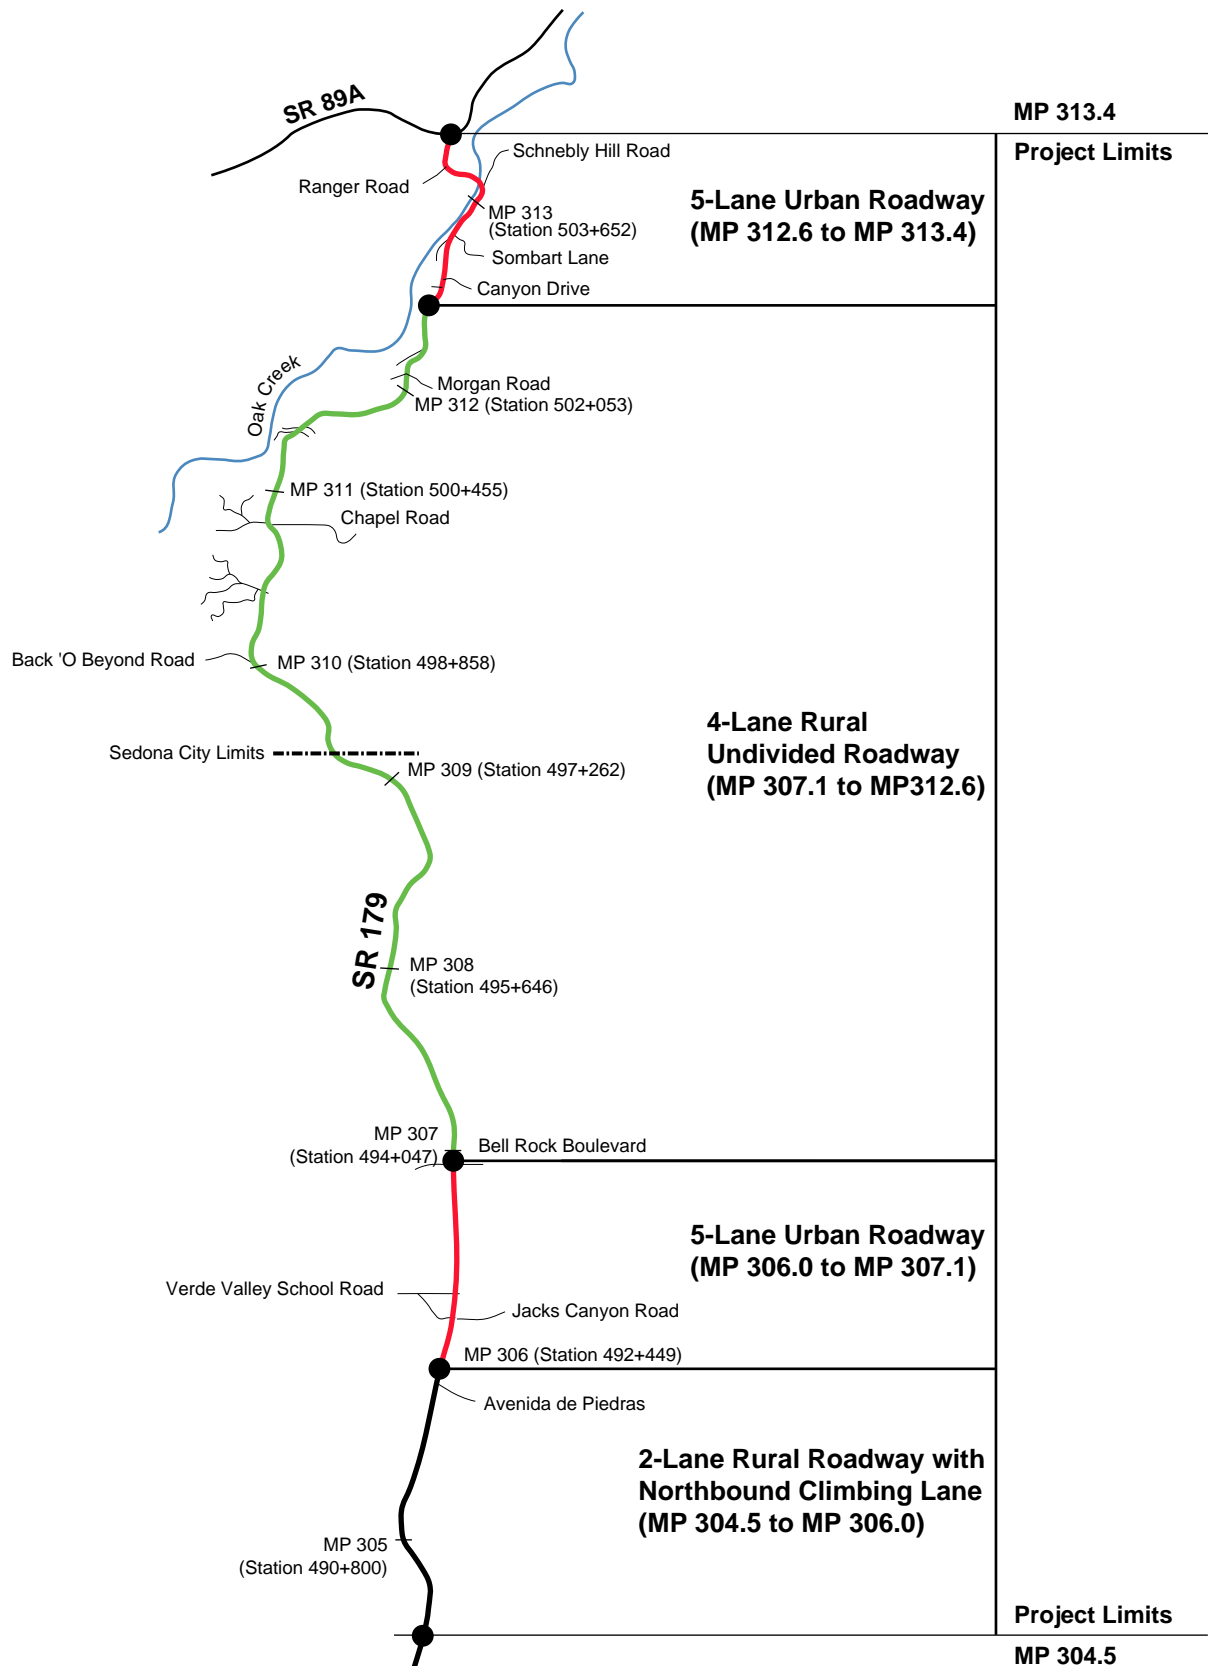 SR 89A
MP 313.4
Project Limits
Schnebly Hill Road
Ranger Road
5-Lane Urban Roadway
(MP 312.6 to MP 313.4)
MP 313
(Station 503+652)
Sombart Lane
Canyon Drive
Oak Creek
Morgan Road
MP 312 (Station 502+053)
MP 311 (Station 500+455)
Chapel Road
Back 'O Beyond Road
MP 310 (Station 498+858)
4-Lane Rural
Undivided Roadway
(MP 307.1 to MP312.6)
Sedona City Limits
MP 309 (Station 497+262)
SR 179
MP 308
(Station 495+646)
MP 307
(Station 494+047)
Bell Rock Boulevard
5-Lane Urban Roadway
(MP 306.0 to MP 307.1)
Verde Valley School Road
Jacks Canyon Road
MP 306 (Station 492+449)
Avenida de Piedras
2-Lane Rural Roadway with
Northbound Climbing Lane
(MP 304.5 to MP 306.0)
MP 305
(Station 490+800)
Project Limits
MP 304.5